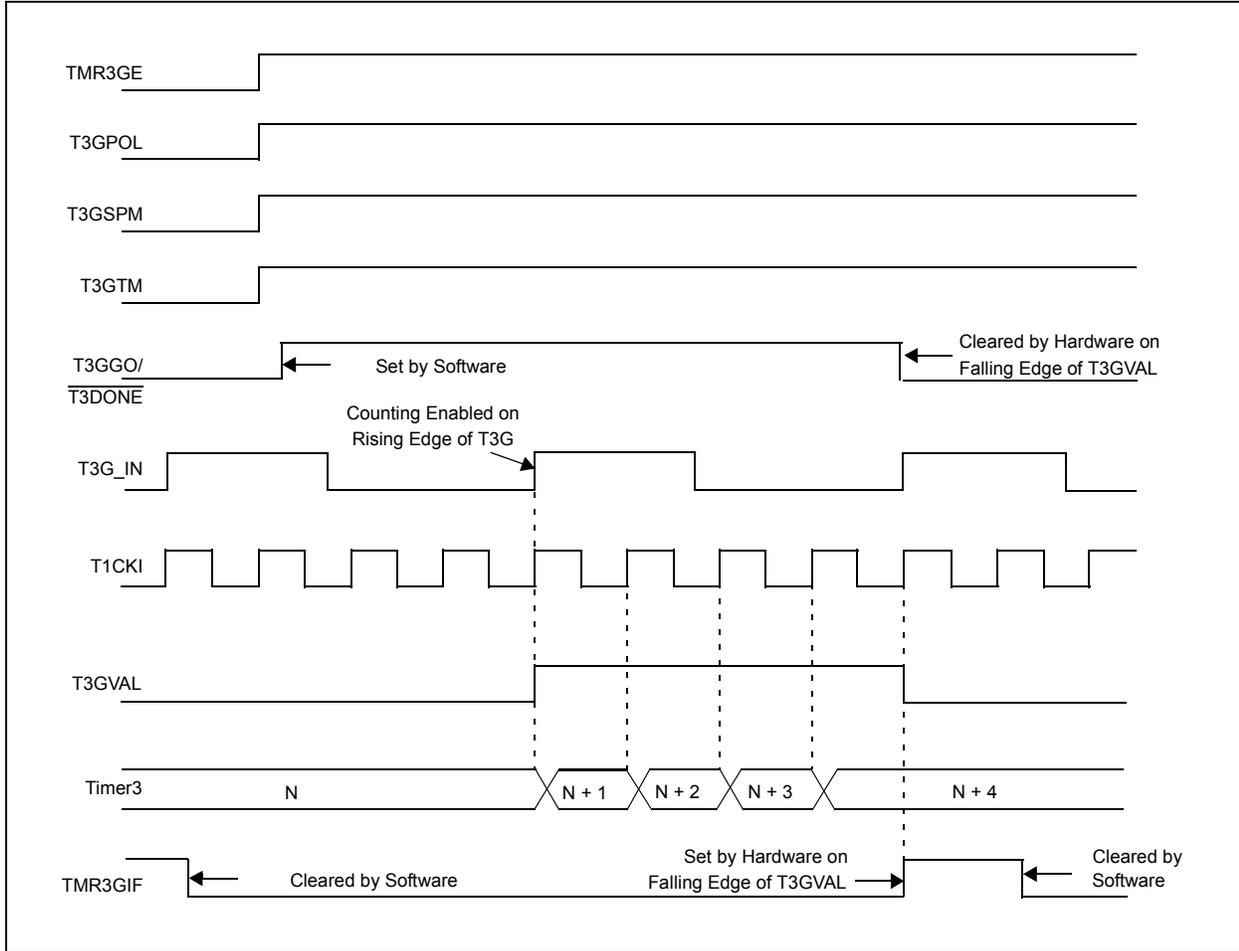 TMR3GE
T3GPOL
T3GSPM
T3GTM
T3GGO/
T3DONE
Set by Software
Cleared by Hardware on
Falling Edge of T3GVAL
Counting Enabled on
Rising Edge of T3G
T3G_IN
T1CKI
T3GVAL
Timer3
N
N + 1
N + 2
N + 3
N + 4
TMR3GIF
Cleared by Software
Set by Hardware on
Falling Edge of T3GVAL
Cleared by
Software